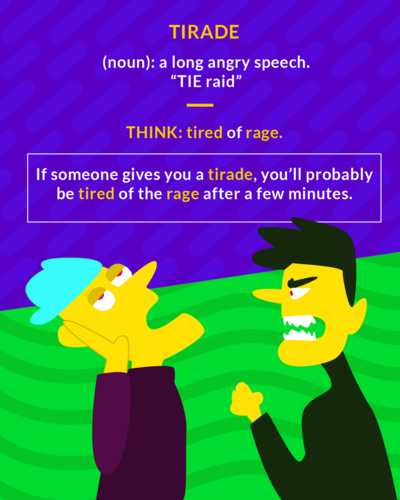 TIRADE
(noun): a long angry speech.
“TIE raid”
THINK: tired of rage.
If someone gives you a tirade, you’ll probably
be tired of the rage after a few minutes.